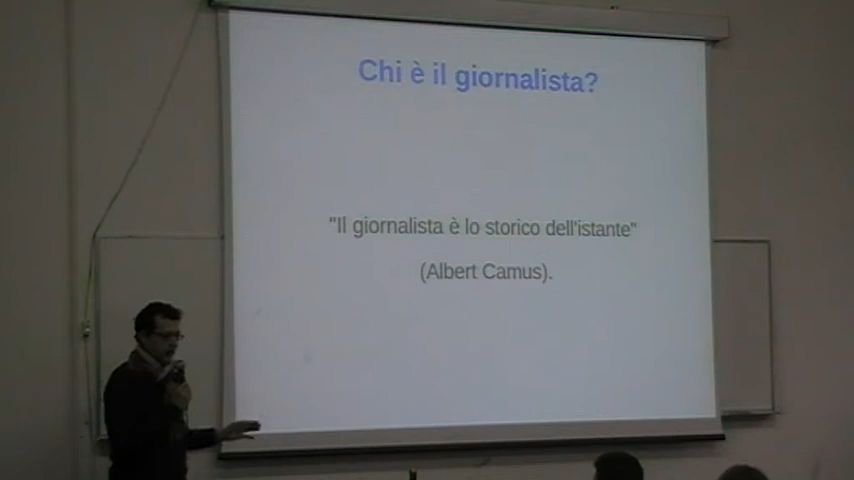 Chi è il giornalista?
"Il giornalista è lo storico dell'istante"
(Albert Camus).